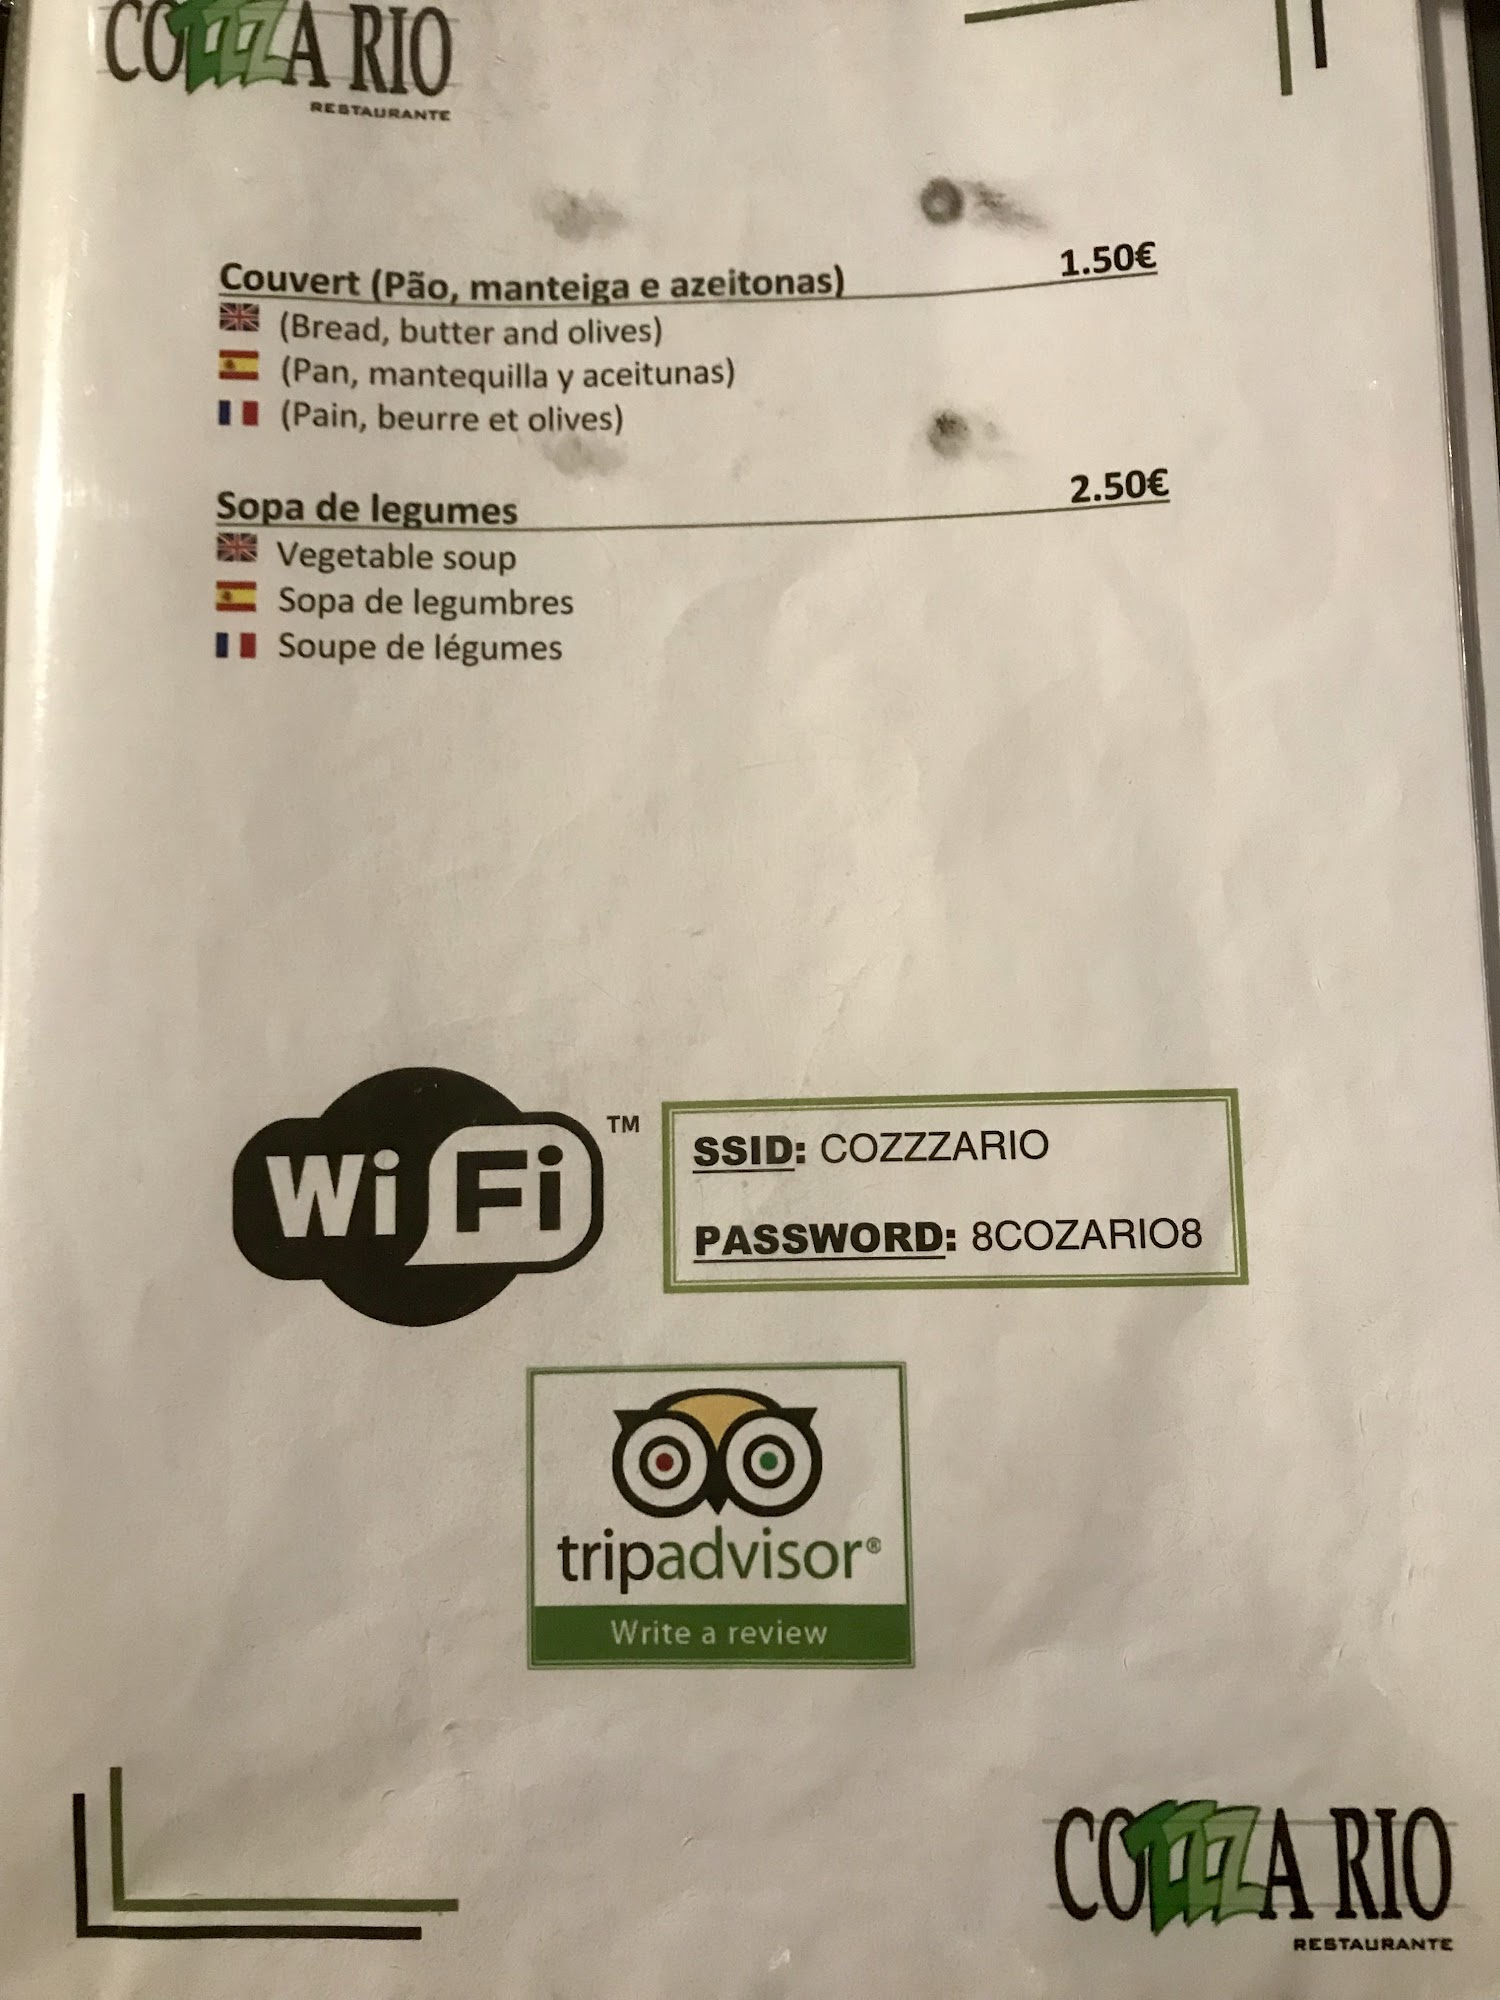 COZZZA RIO
RESTAURANTE
Couvert (Pão, manteiga e azeitonas) 1.50€
(Bread, butter and olives)
(Pan, mantequilla y aceitunas)
(Pain, beurre et olives)
Sopa de legumes 2.50€
Vegetable soup
Sopa de legumbres
Soupe de légumes
Wi Fi TM
SSID: COZZZARIO
PASSWORD: 8COZARIO8
tripadvisor®
Write a review
COZZZA RIO
RESTAURANTE